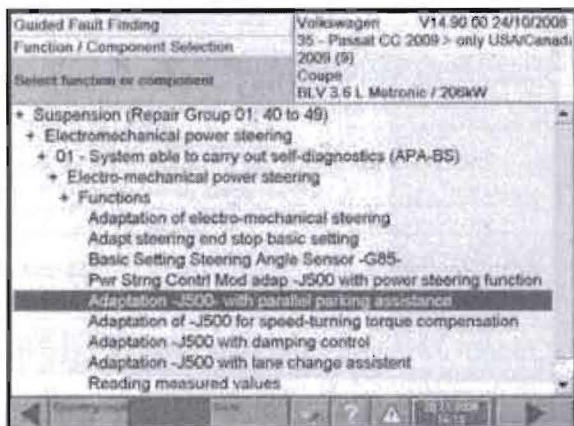 Guided Fault Finding
Function / Component Selection
Select function or component
Volkswagen V14.90.00 24/10/2008
35 - Passat CC 2009 > only USA/Canada
2009 (9)
Coupe
BLV 3.6 L Motronic / 206kW
+ Suspension (Repair Group 01; 40 to 49)
+ Electromechanical power steering
+ 01 - System able to carry out self-diagnostics (APA-BS)
+ Electro-mechanical power steering
+ Functions
Adaptation of electro-mechanical steering
Adapt steering end stop basic setting
Basic Setting Steering Angle Sensor -G85-
Pwr Strng Contrl Mod adap -J500 with power steering function
Adaptation -J500- with parallel parking assistance
Adaptation of -J500 for speed-turning torque compensation
Adaptation -J500 with damping control
Adaptation -J500 with lane change assistent
Reading measured values
?